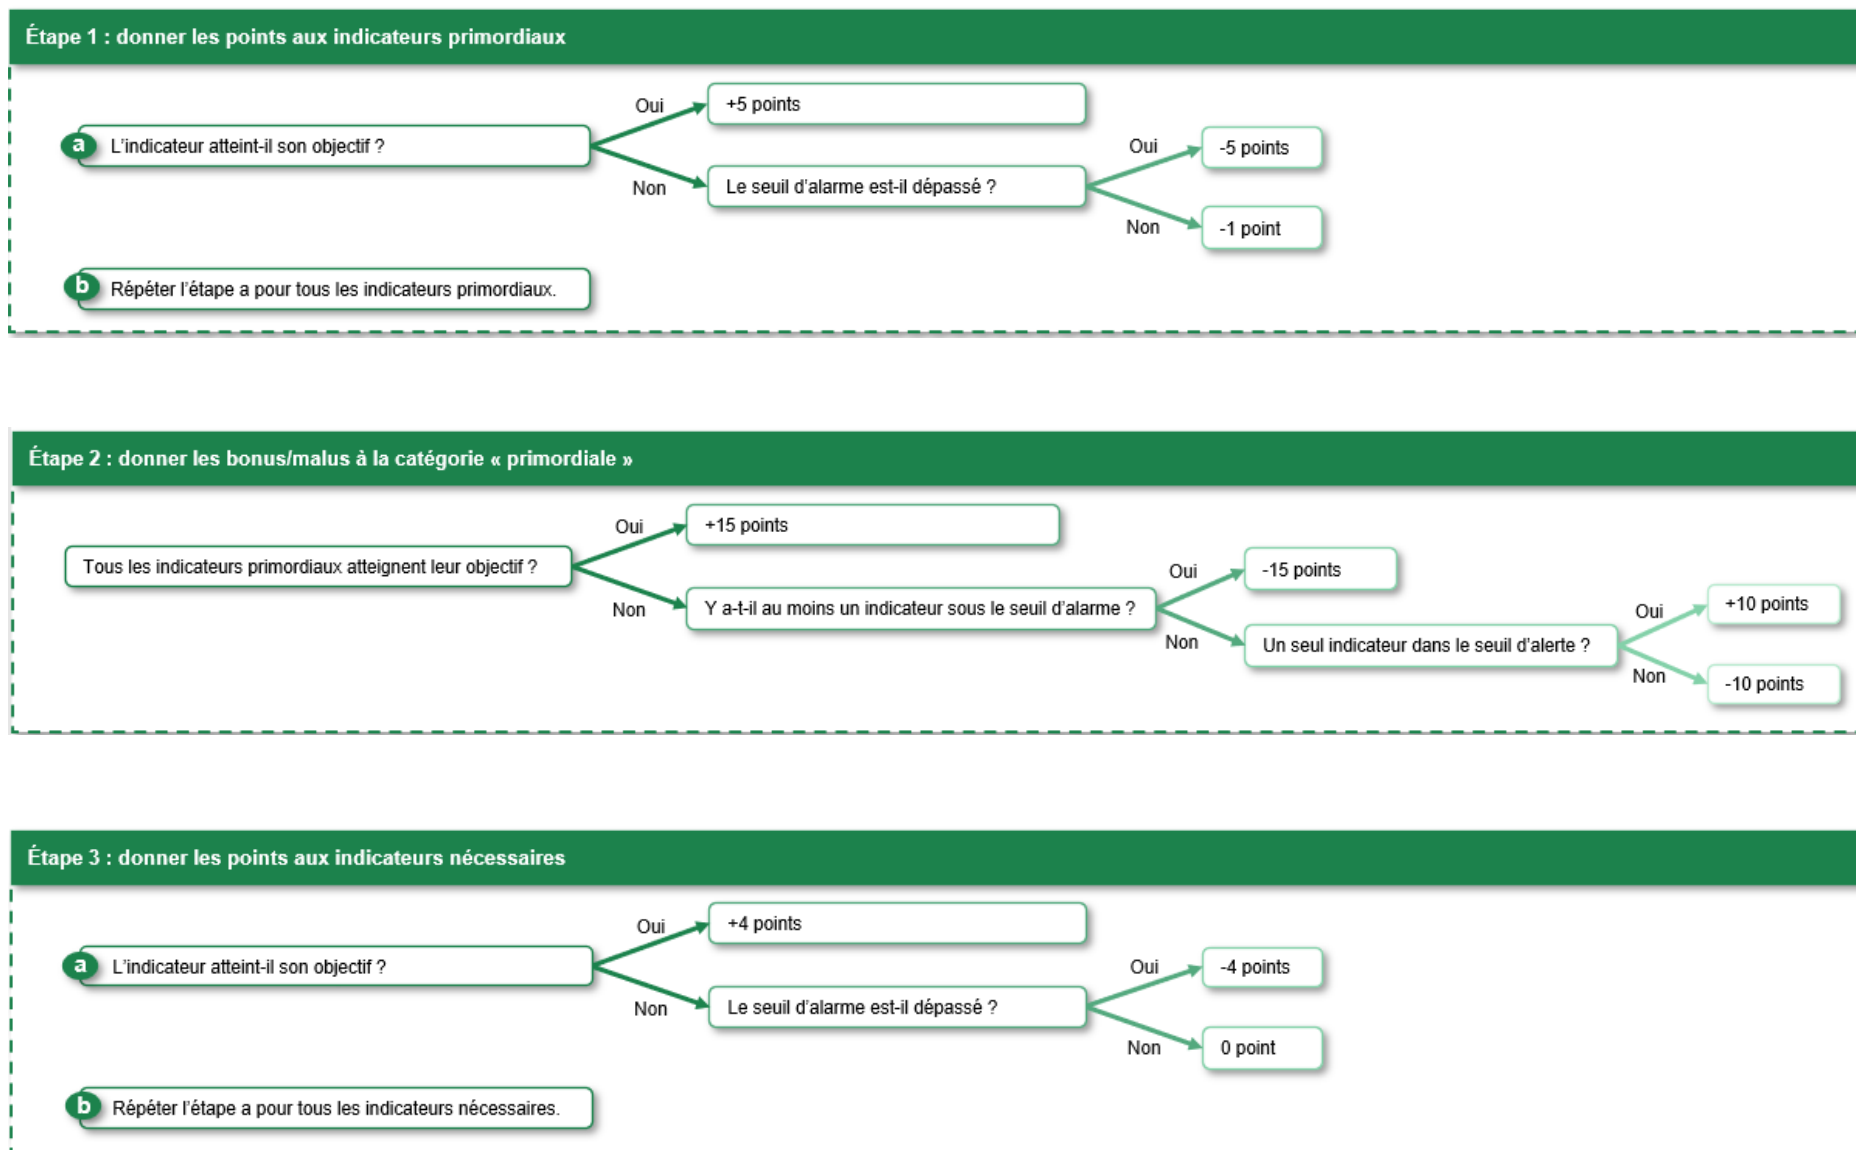 Étape 1 : donner les points aux indicateurs primordiaux
Oui
+5 points
a
L'indicateur atteint-il son objectif ?
Oui
-5 points
Non
Le seuil d'alarme est-il dépassé ?
Non
-1 point
b
Répéter l'étape a pour tous les indicateurs primordiaux.
Étape 2 : donner les bonus/malus à la catégorie « primordiale »
Oui
+15 points
Tous les indicateurs primordiaux atteignent leur objectif ?
Oui
-15 points
Non
Y a-t-il au moins un indicateur sous le seuil d'alarme ?
Oui
+10 points
Non
Un seul indicateur dans le seuil d'alerte ?
Non
-10 points
Étape 3 : donner les points aux indicateurs nécessaires
Oui
+4 points
a
L'indicateur atteint-il son objectif ?
Oui
-4 points
Non
Le seuil d'alarme est-il dépassé ?
Non
0 point
b
Répéter l'étape a pour tous les indicateurs nécessaires.